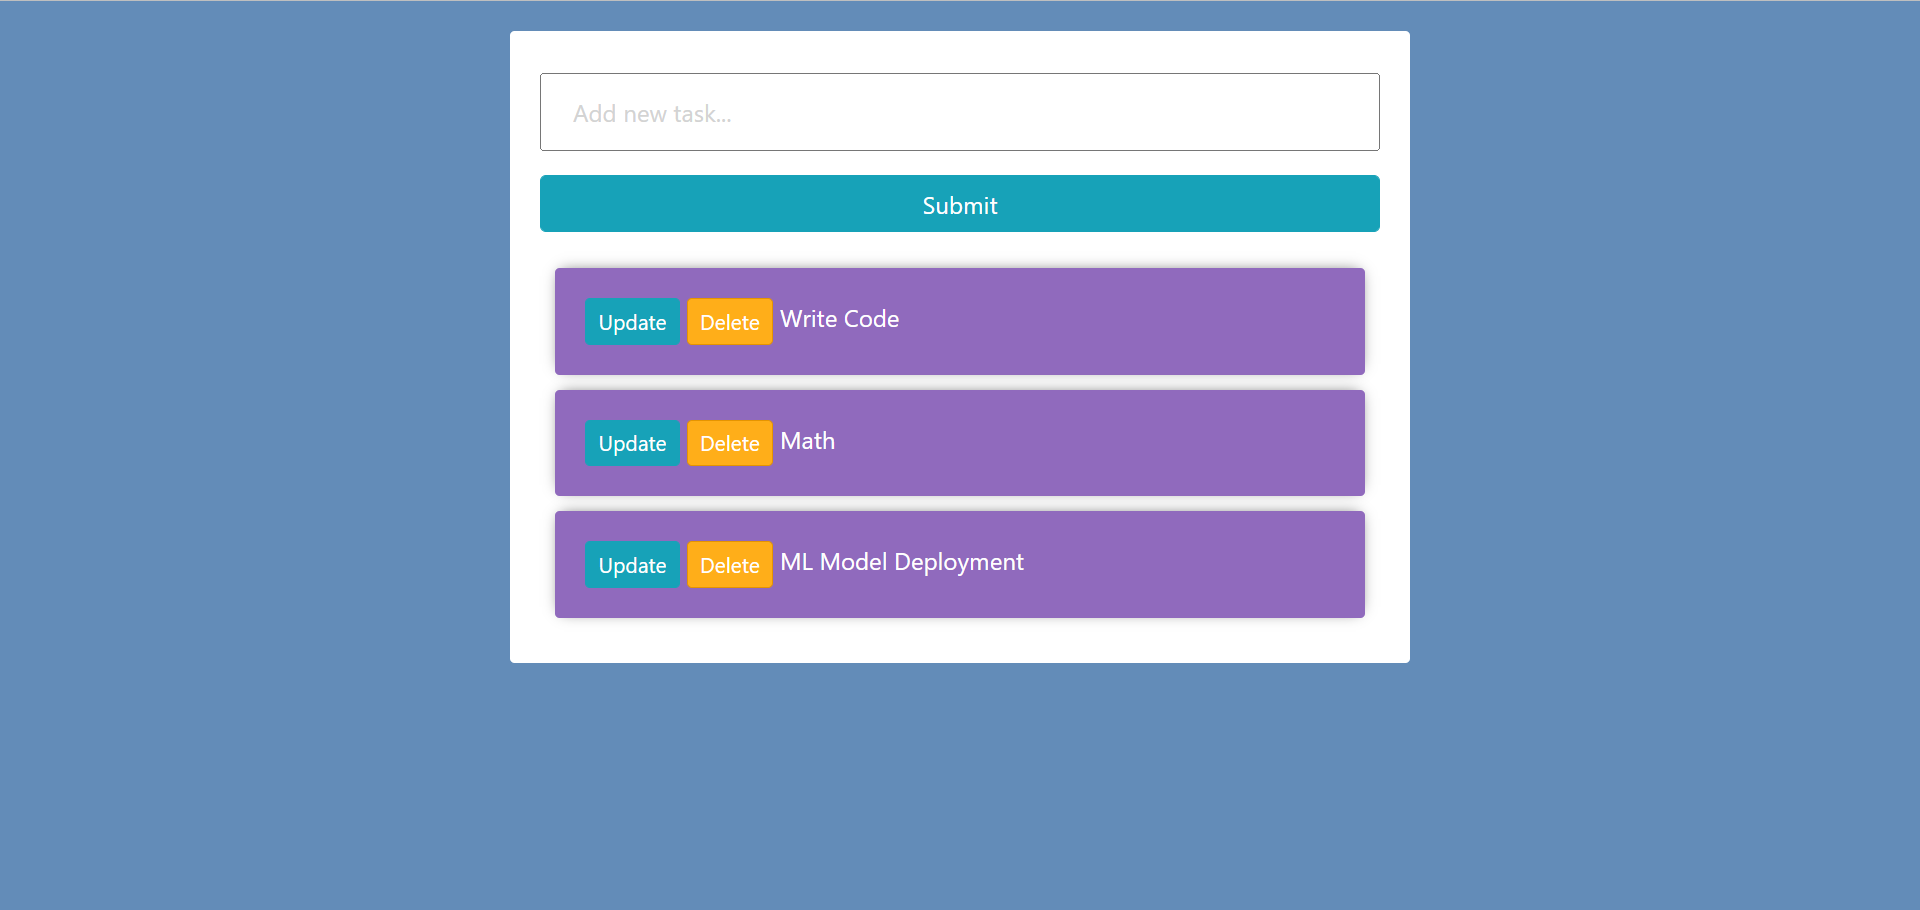 Add new task...
Submit
Update Delete Write Code
Update Delete Math
Update Delete ML Model Deployment